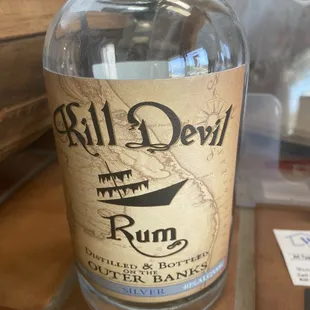 Kill Devil
Rum
Distilled & Bottled
on the
Outer Banks
Silver